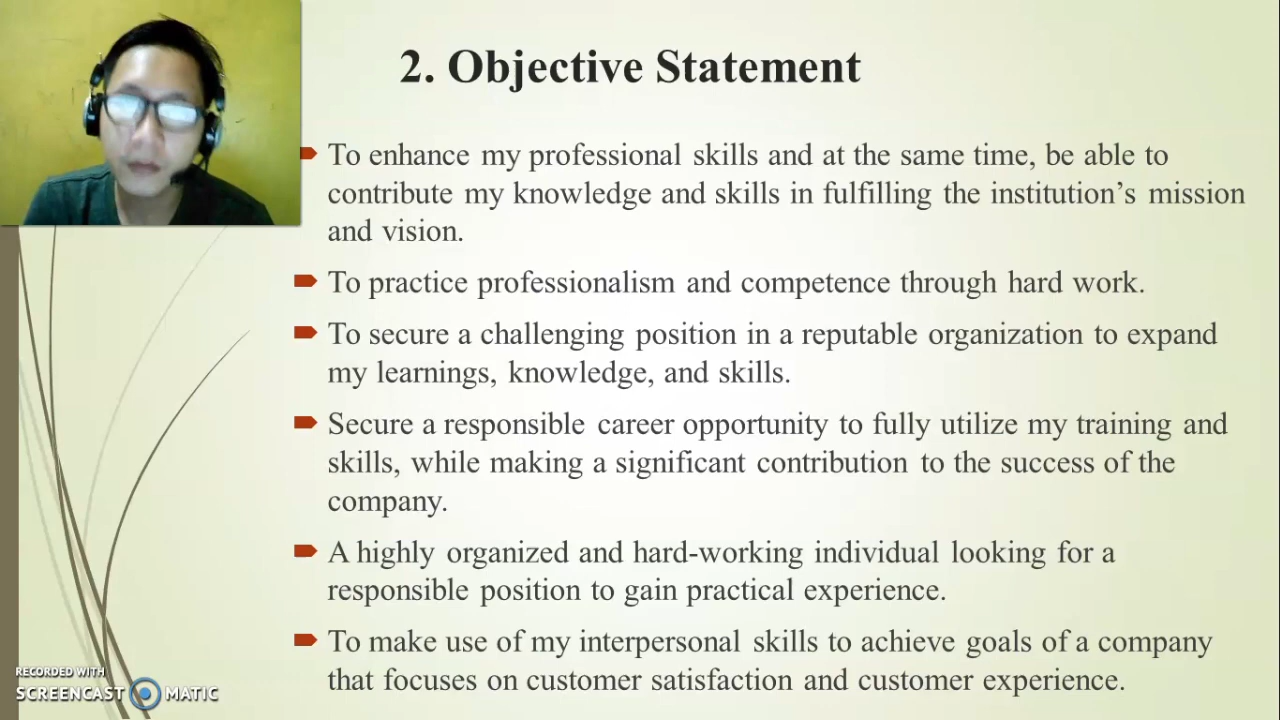 2. Objective Statement
To enhance my professional skills and at the same time, be able to
contribute my knowledge and skills in fulfilling the institution’s mission
and vision.
To practice professionalism and competence through hard work.
To secure a challenging position in a reputable organization to expand
my learnings, knowledge, and skills.
Secure a responsible career opportunity to fully utilize my training and
skills, while making a significant contribution to the success of the
company.
A highly organized and hard-working individual looking for a
responsible position to gain practical experience.
To make use of my interpersonal skills to achieve goals of a company
that focuses on customer satisfaction and customer experience.
RECORDED WITH
SCREENCAST MATIC